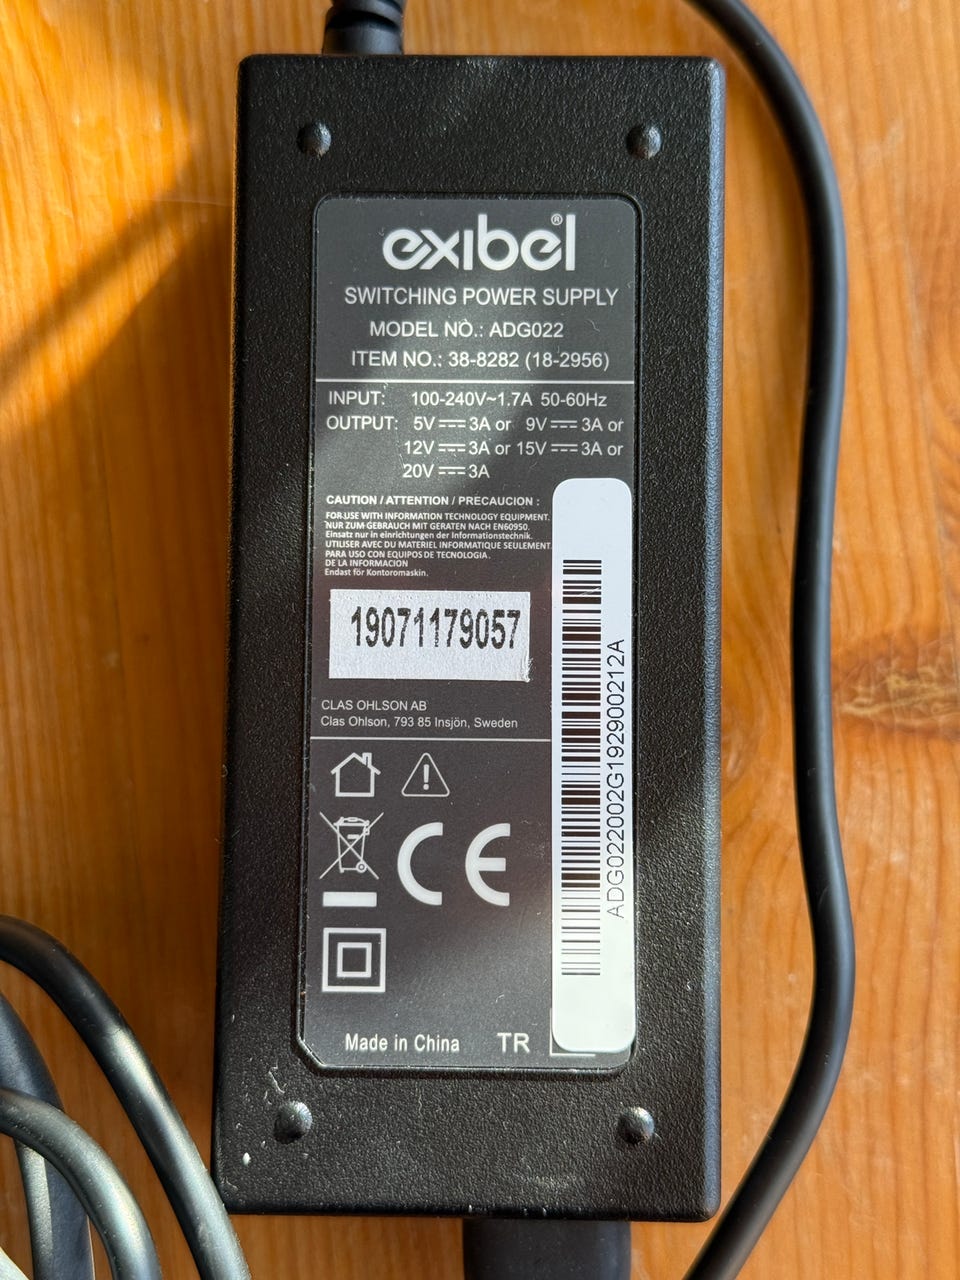 exibel®
SWITCHING POWER SUPPLY
MODEL NO.: ADG022
ITEM NO.: 38-8282 (18-2956)
INPUT: 100-240V~1.7A 50-60Hz
OUTPUT: 5V⎓3A or 9V⎓3A or
12V⎓3A or 15V⎓3A or
20V⎓3A
CAUTION / ATTENTION / PRECAUCION :
FOR USE WITH INFORMATION TECHNOLOGY EQUIPMENT.
NUR ZUM GEBRAUCH MIT GERATEN NACH EN60950.
Einsatz nur in einrichtungen der Informationstechnik.
UTILISER AVEC DU MATERIEL INFORMATIQUE SEULEMENT.
PARA USO CON EQUIPOS DE TECNOLOGIA.
DE LA INFORMACION
Endast för Kontoromaskin.
19071179057
CLAS OHLSON AB
Clas Ohlson, 793 85 Insjön, Sweden
CE
Made in China TR
ADG022002G192900212A